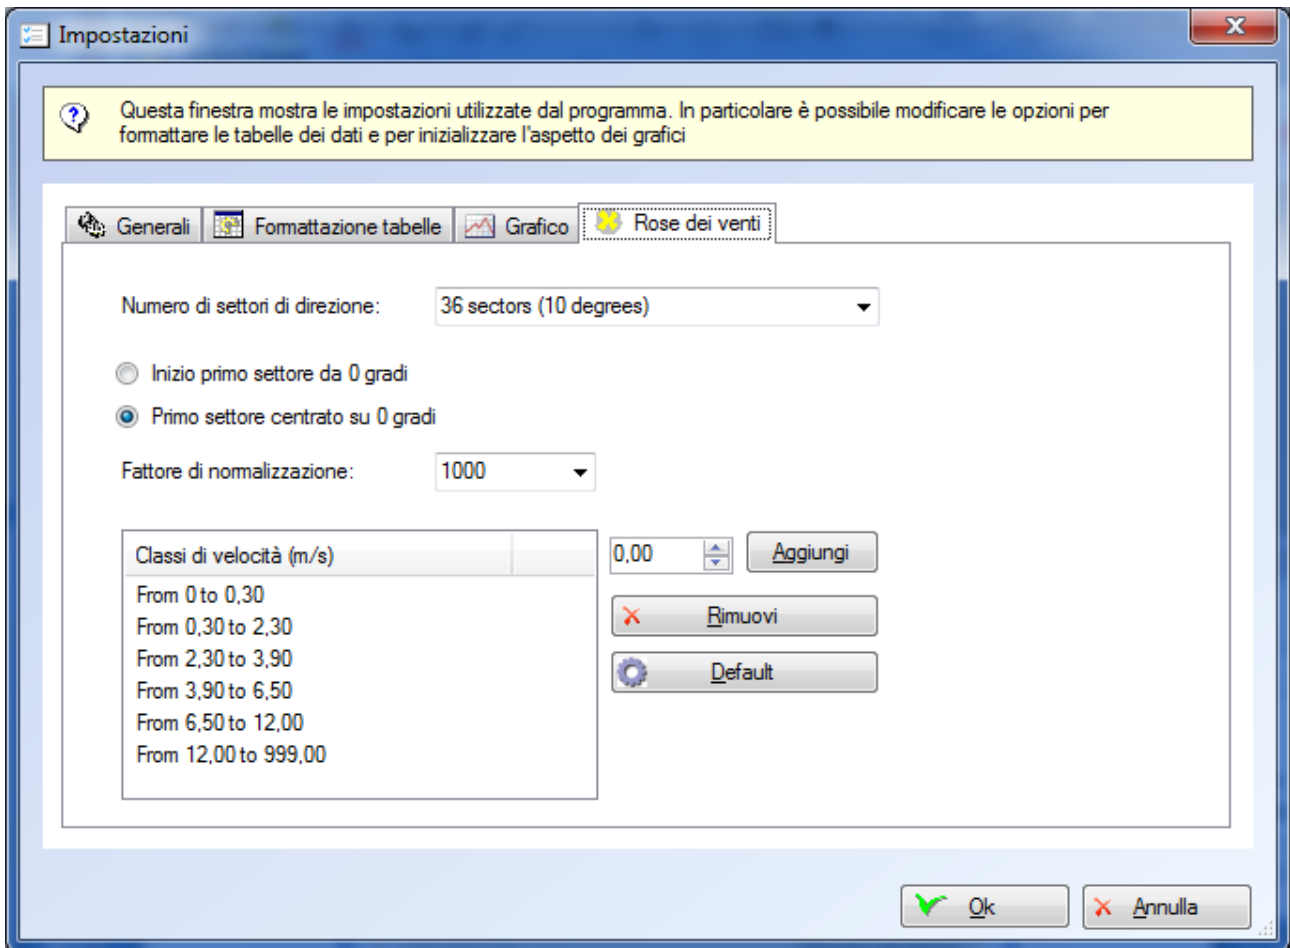 Impostazioni
Questa finestra mostra le impostazioni utilizzate dal programma. In particolare è possibile modificare le opzioni per
formattare le tabelle dei dati e per inizializzare l'aspetto dei grafici
Generali
Formattazione tabelle
Grafico
Rose dei venti
Numero di settori di direzione:
36 sectors (10 degrees)
Inizio primo settore da 0 gradi
Primo settore centrato su 0 gradi
Fattore di normalizzazione:
1000
Classi di velocità (m/s)
0,00
Aggiungi
From 0 to 0,30
From 0,30 to 2,30
From 2,30 to 3,90
From 3,90 to 6,50
From 6,50 to 12,00
From 12,00 to 999,00
Rimuovi
Default
Ok
Annulla